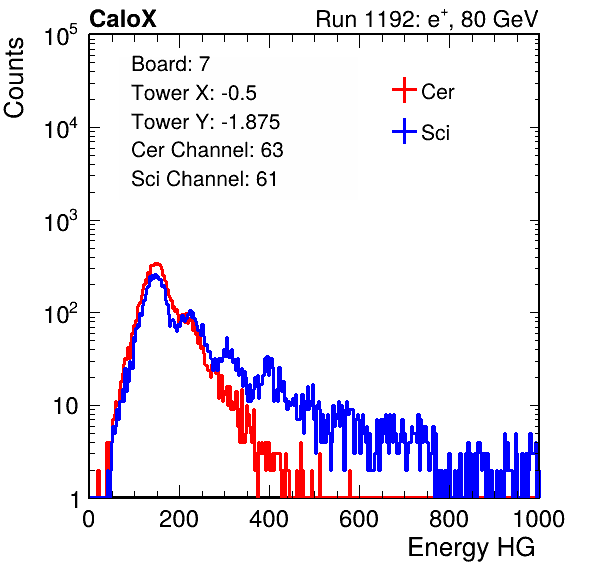 CaloX Run 1192: e⁺, 80 GeV
Counts
Board: 7
Tower X: -0.5
Tower Y: -1.875
Cer Channel: 63
Sci Channel: 61
Cer
Sci
10⁵
10⁴
10³
10²
10
1
0 200 400 600 800 1000
Energy HG